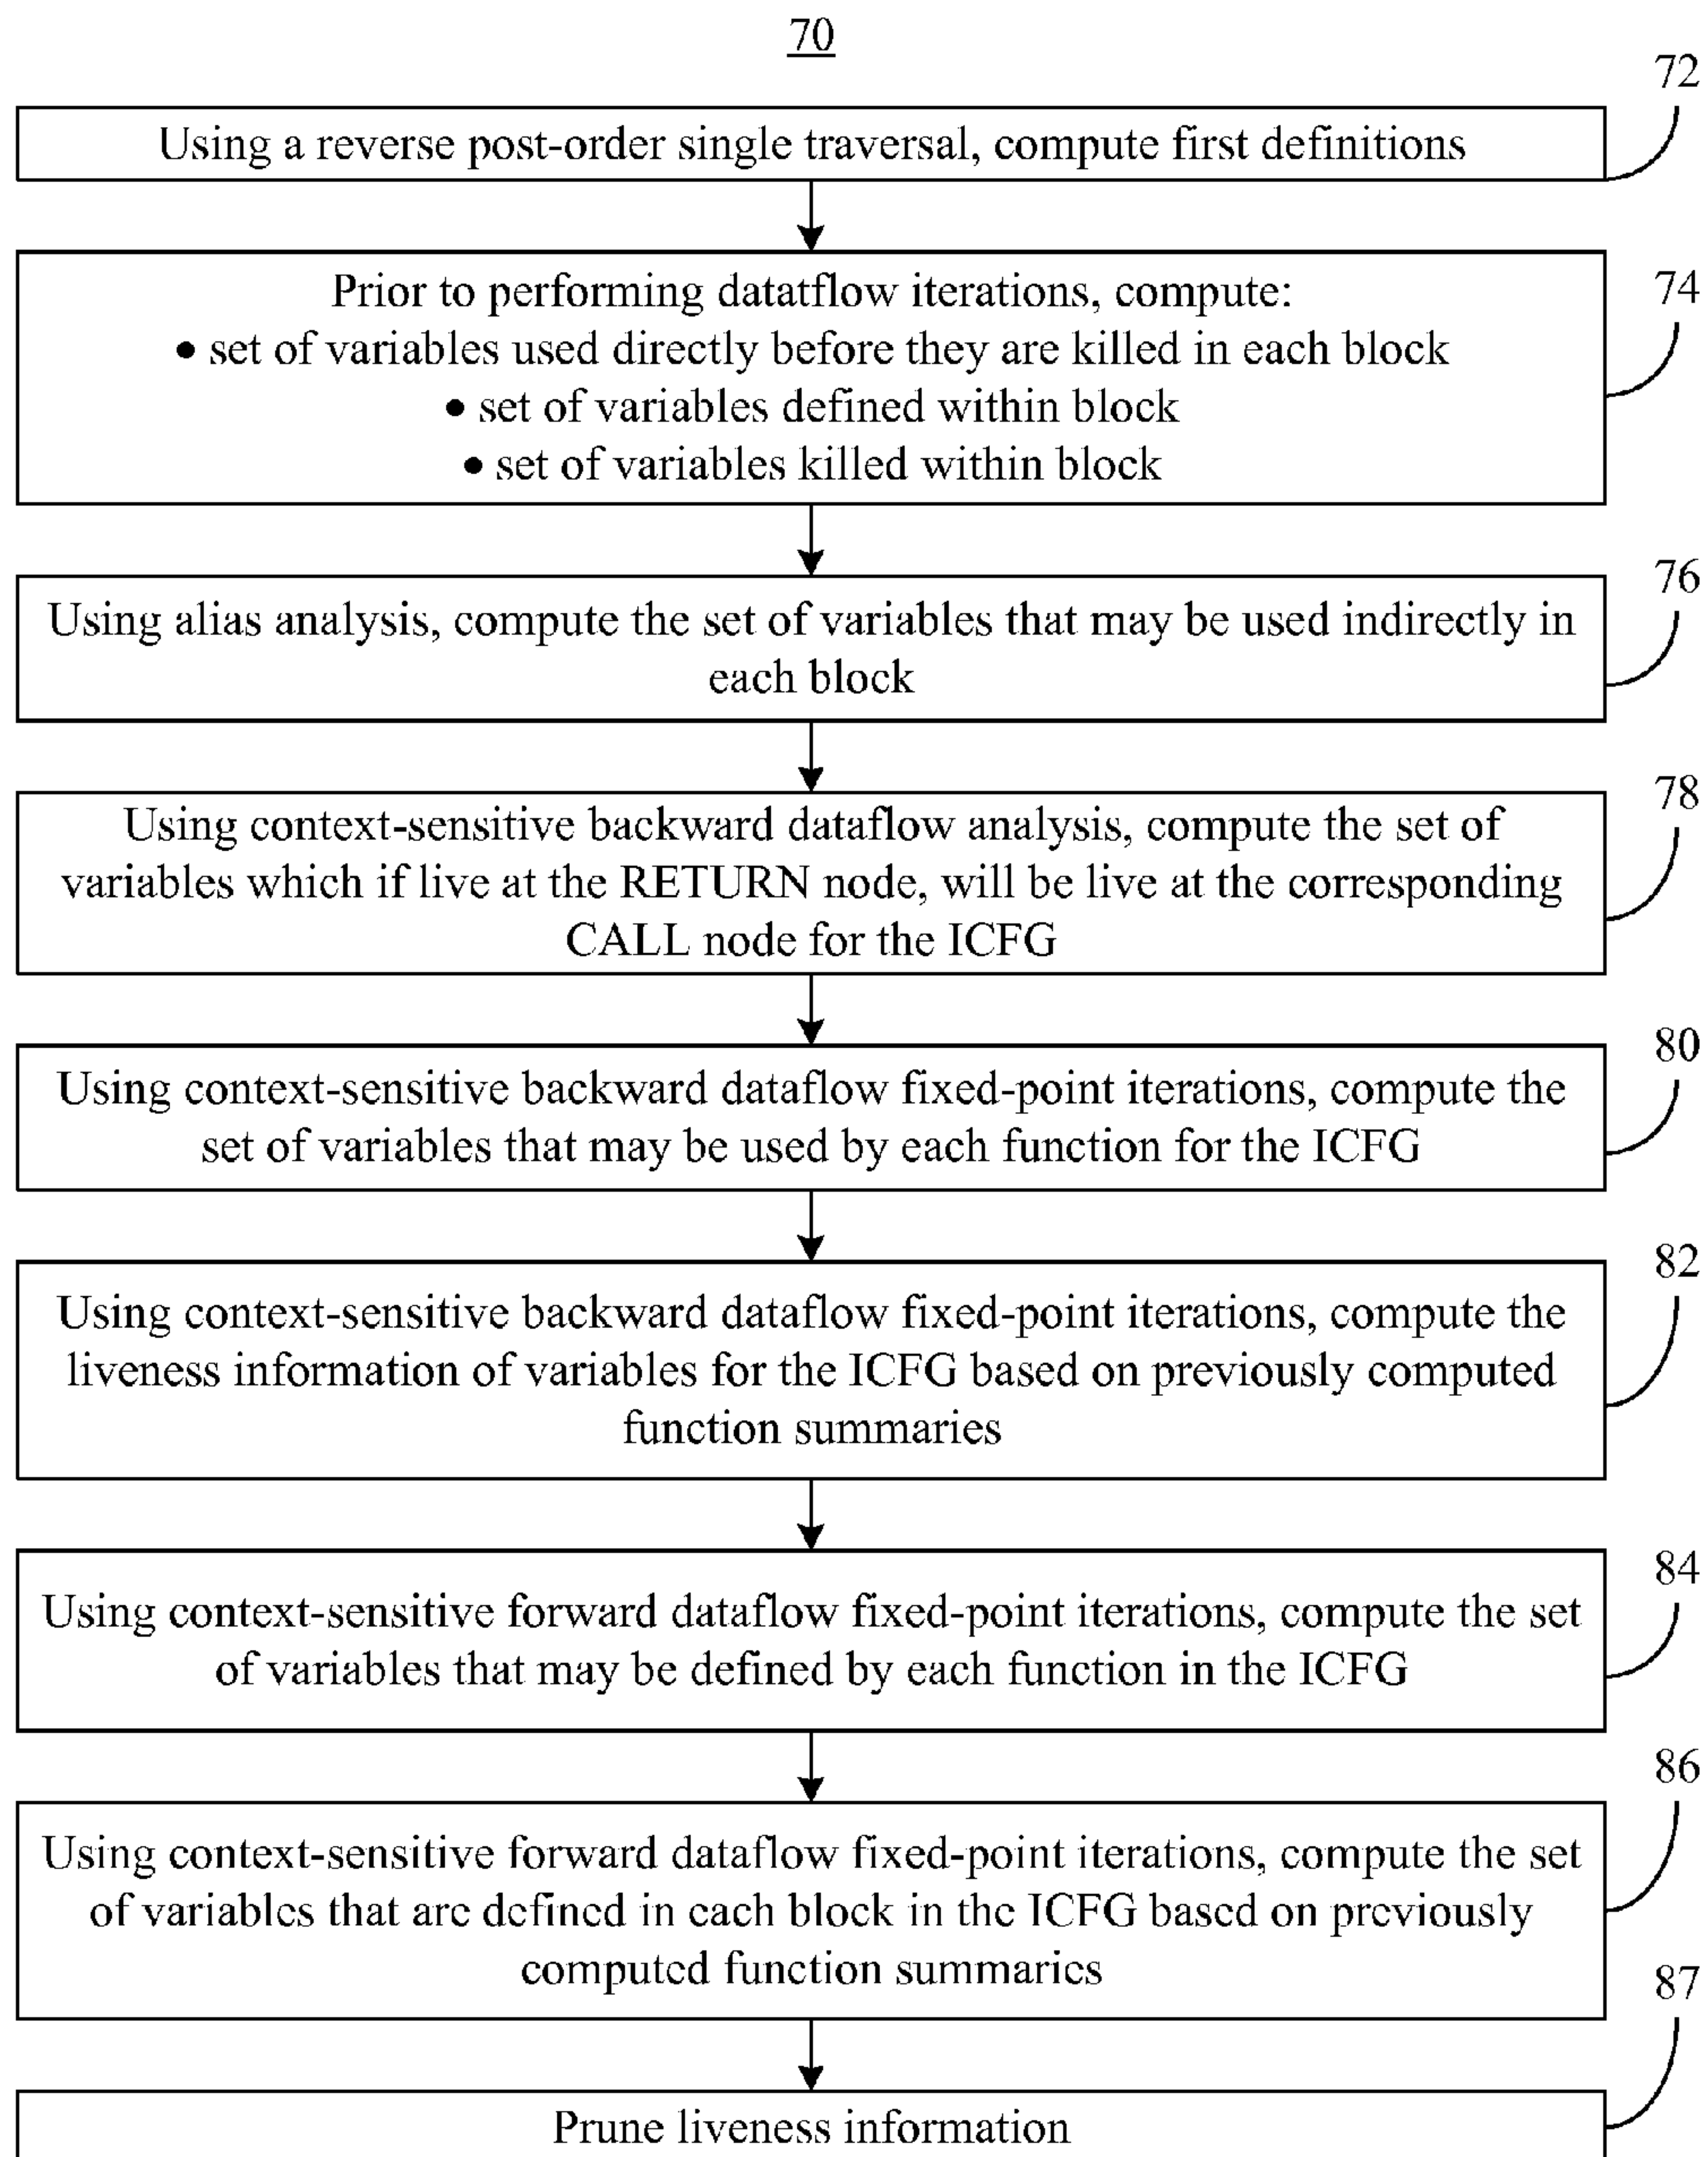 70
72
Using a reverse post-order single traversal, compute first definitions
74
Prior to performing datatflow iterations, compute:
• set of variables used directly before they are killed in each block
• set of variables defined within block
• set of variables killed within block
76
Using alias analysis, compute the set of variables that may be used indirectly in
each block
78
Using context-sensitive backward dataflow analysis, compute the set of
variables which if live at the RETURN node, will be live at the corresponding
CALL node for the ICFG
80
Using context-sensitive backward dataflow fixed-point iterations, compute the
set of variables that may be used by each function for the ICFG
82
Using context-sensitive backward dataflow fixed-point iterations, compute the
liveness information of variables for the ICFG based on previously computed
function summaries
84
Using context-sensitive forward dataflow fixed-point iterations, compute the set
of variables that may be defined by each function in the ICFG
86
Using context-sensitive forward dataflow fixed-point iterations, compute the set
of variables that are defined in each block in the ICFG based on previously
computed function summaries
87
Prune liveness information